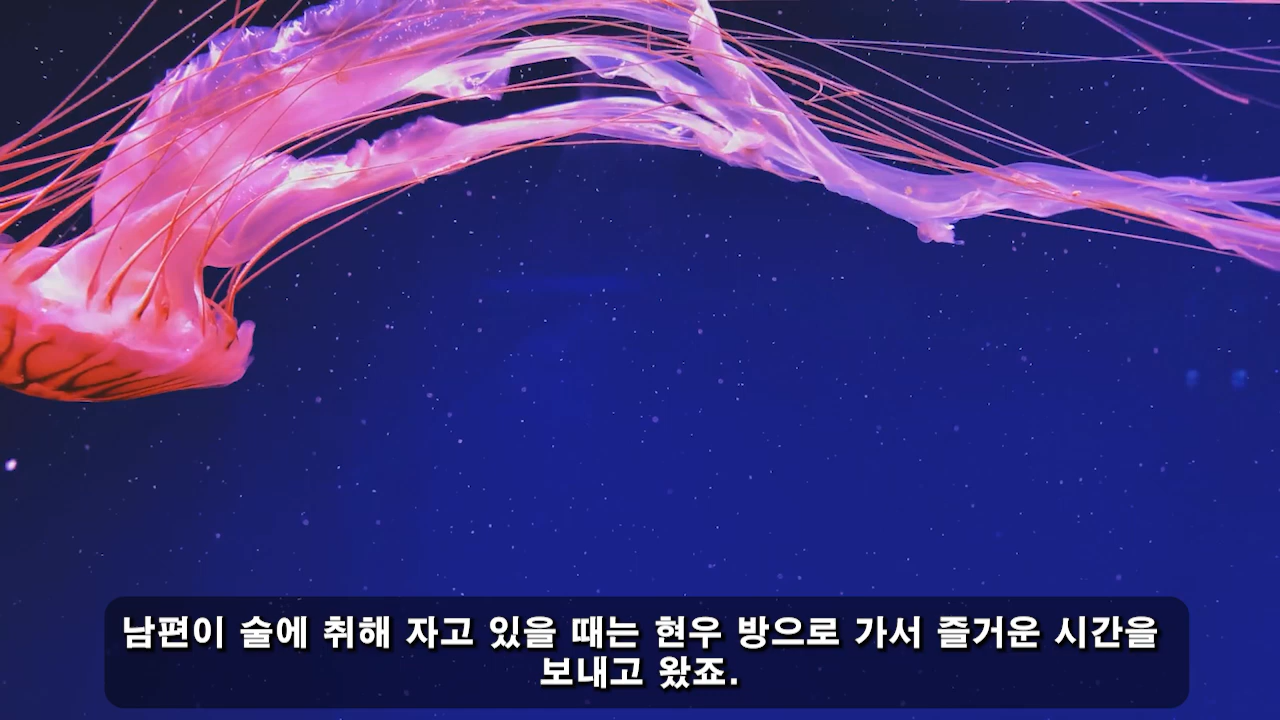 남편이 술에 취해 자고 있을 때는 현우 방으로 가서 즐거운 시간을
보내고 왔죠.